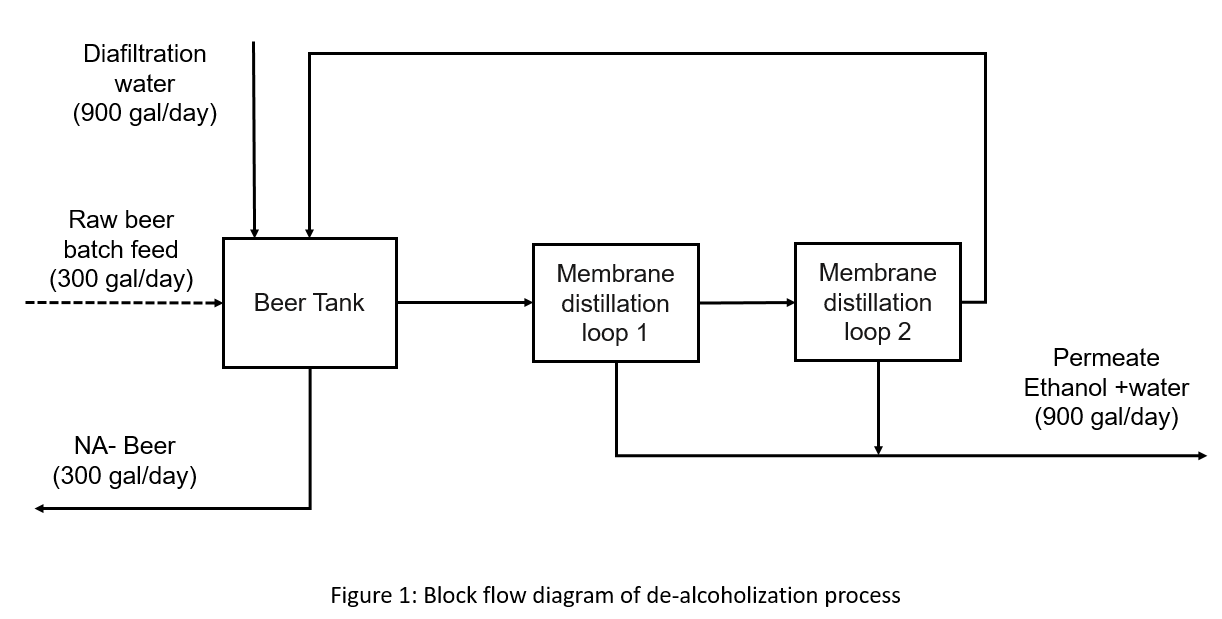 Diafiltration
water
(900 gal/day)
Raw beer
batch feed
(300 gal/day)
Beer Tank
Membrane
distillation
loop 1
Membrane
distillation
loop 2
Permeate
Ethanol +water
(900 gal/day)
NA- Beer
(300 gal/day)
Figure 1: Block flow diagram of de-alcoholization process